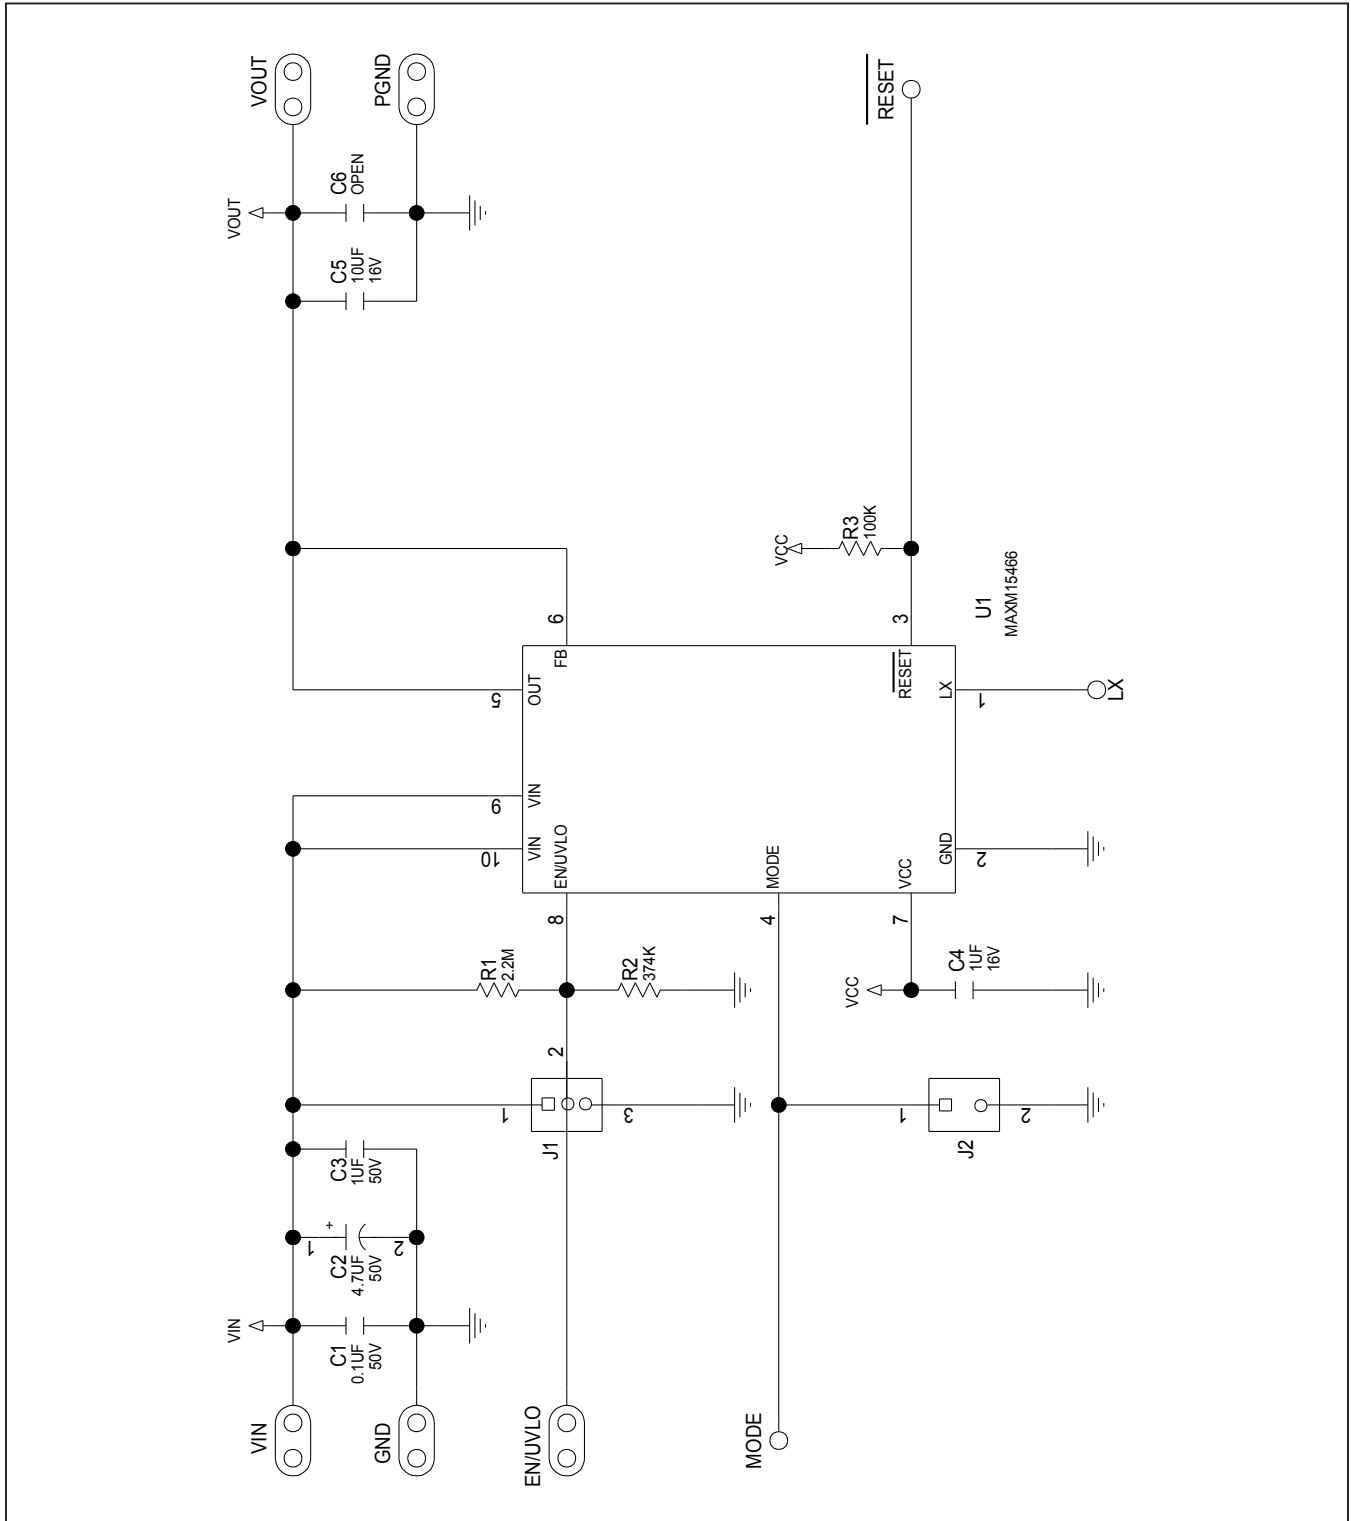 VIN
GND
EN/UVLO
MODE
VIN
C1
0.1UF
50V
+
1
2
C2
4.7UF
50V
C3
1UF
50V
J1
1
2
3
R1
2.2M
R2
374K
J2
1
2
VCC
C4
1UF
16V
10
VIN
9
VIN
8
EN/UVLO
4
MODE
7
VCC
2
GND
1
LX
LX
5
OUT
6
FB
3
RESET
U1
MAXM15466
VCC
R3
100K
RESET
C5
10UF
16V
VOUT
C6
OPEN
VOUT
PGND